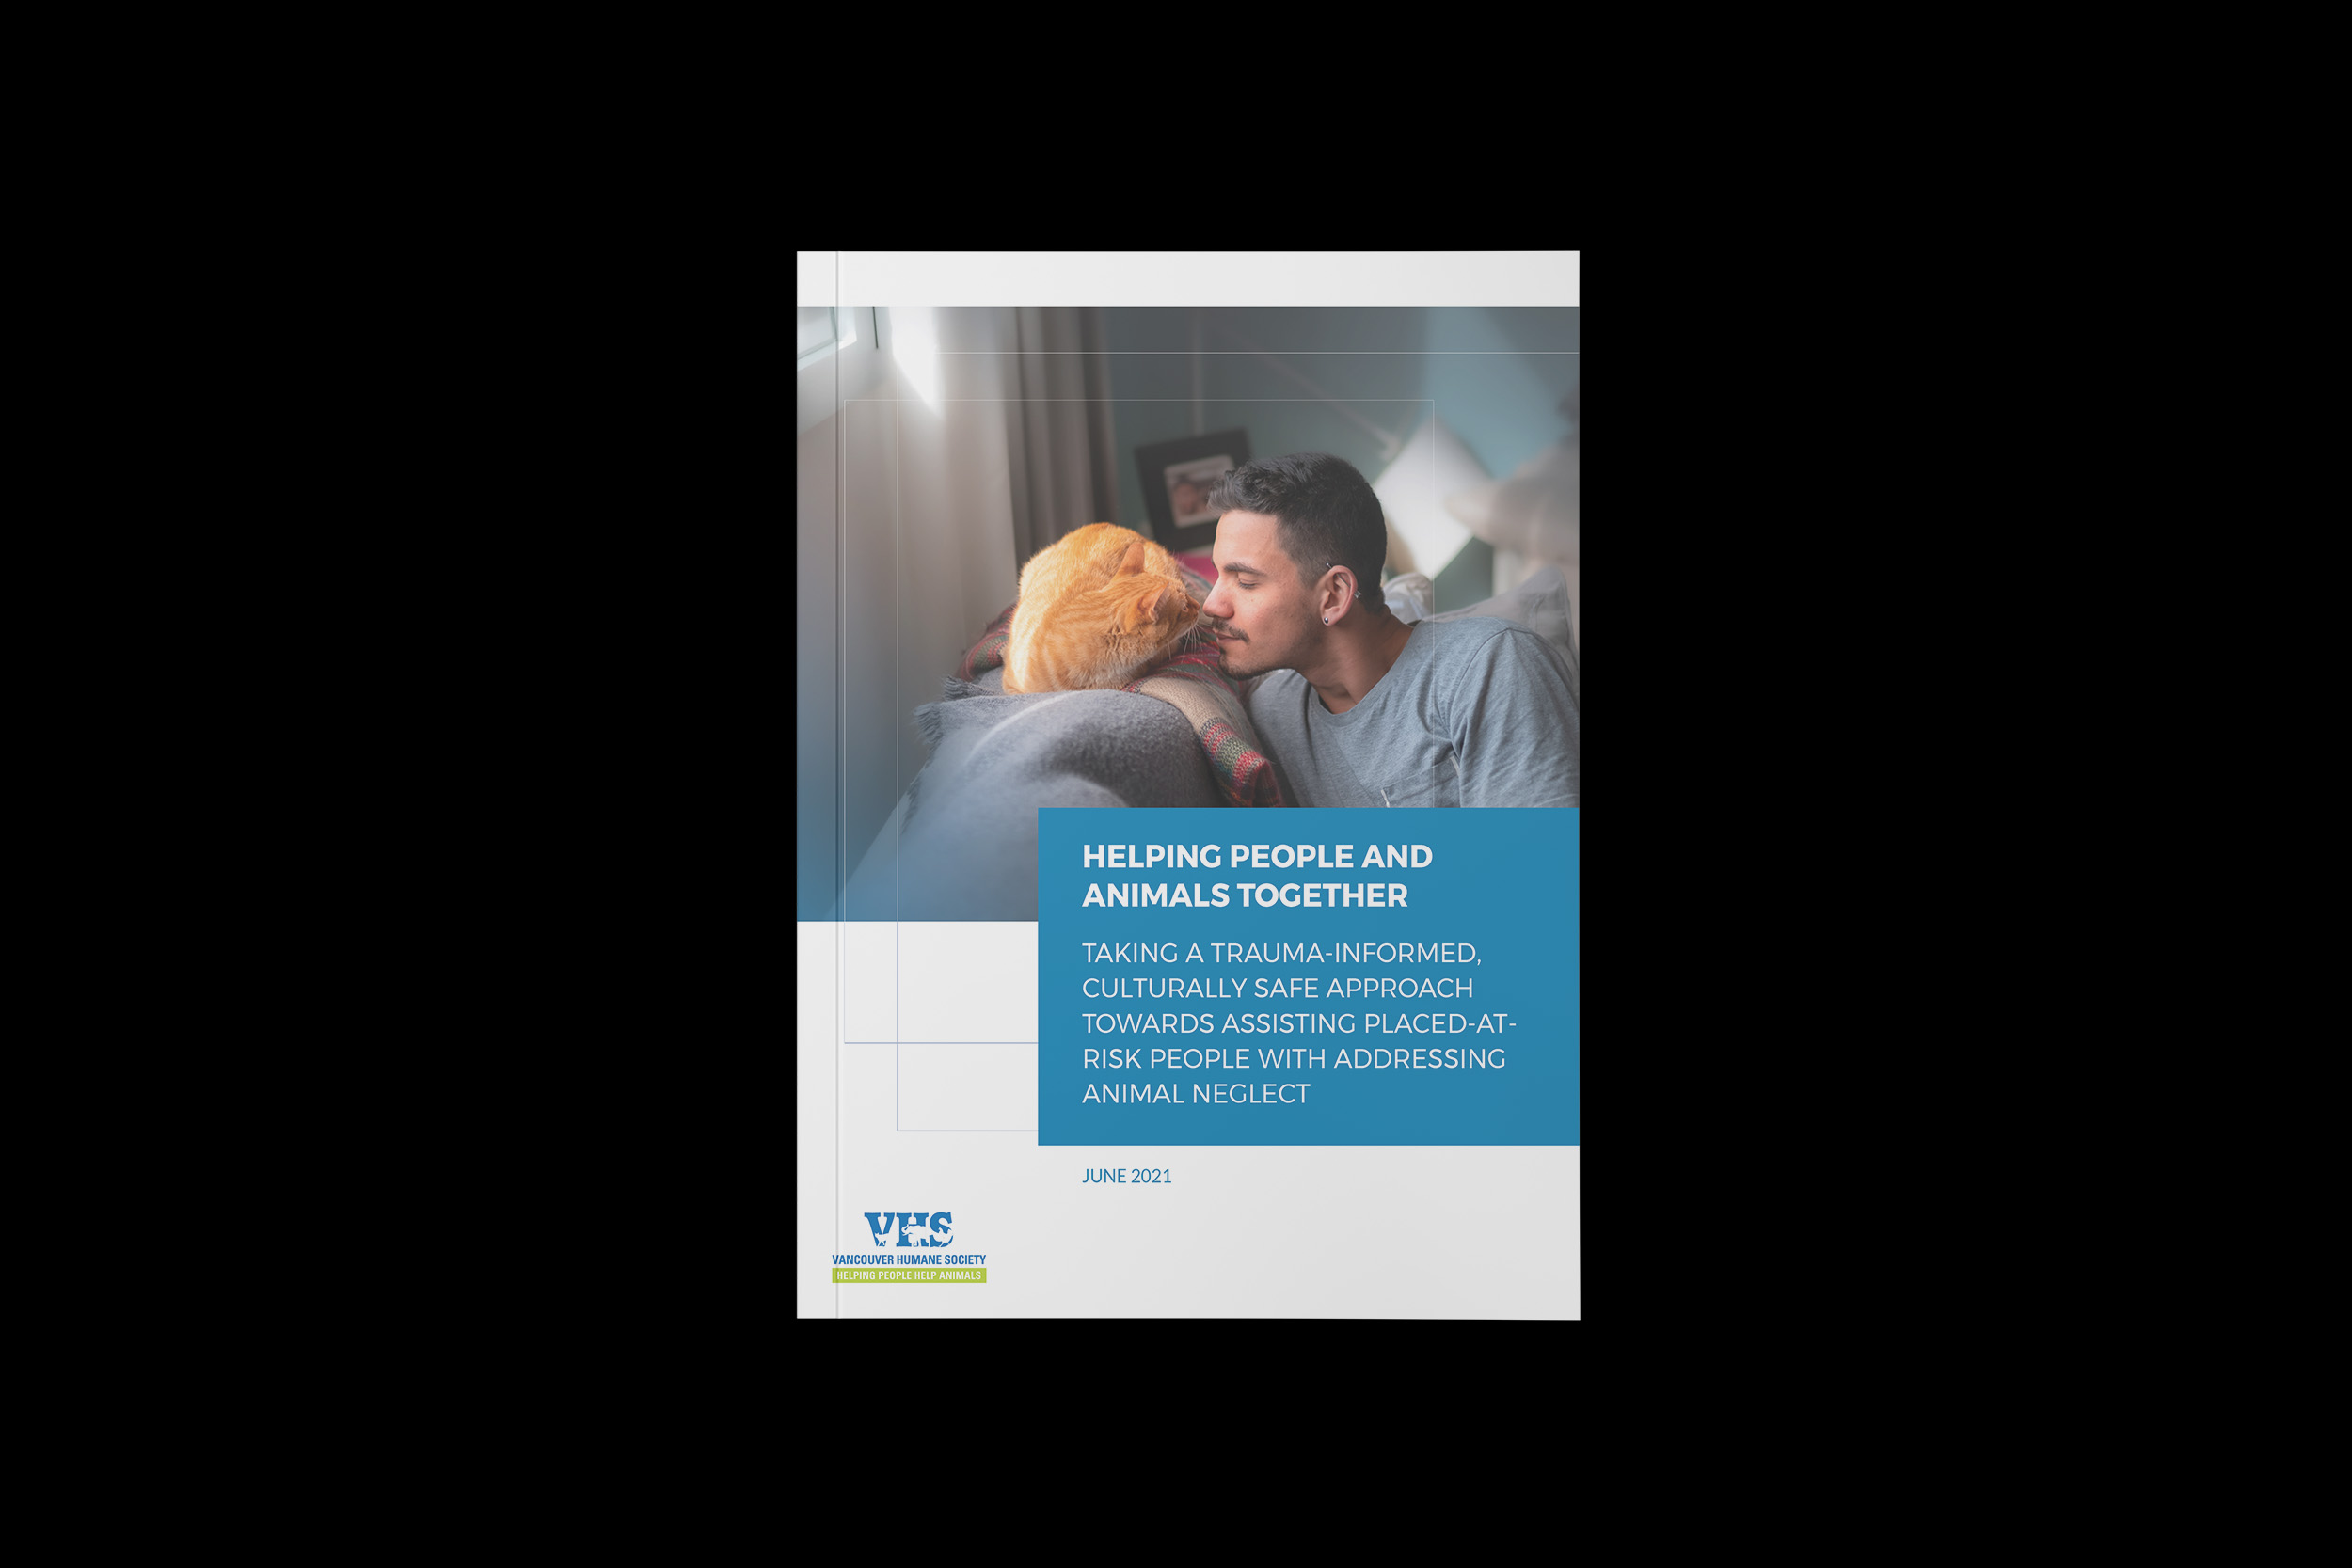 HELPING PEOPLE AND
ANIMALS TOGETHER
TAKING A TRAUMA-INFORMED,
CULTURALLY SAFE APPROACH
TOWARDS ASSISTING PLACED-AT-
RISK PEOPLE WITH ADDRESSING
ANIMAL NEGLECT
JUNE 2021
VHS
VANCOUVER HUMANE SOCIETY
HELPING PEOPLE HELP ANIMALS